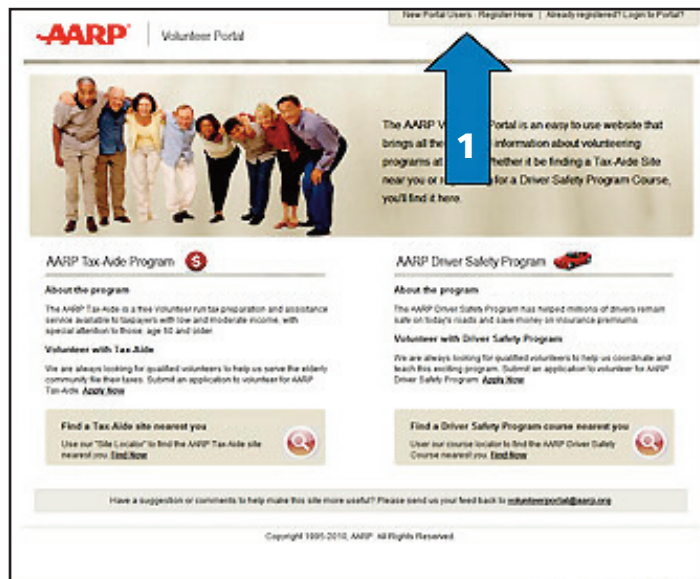 New Portal Users - Register Here | Already registered? Login to Portal?
AARP Volunteer Portal
1
The AARP V Portal is an easy to use website that
brings all the information about volunteering
programs at hether it be finding a Tax-Aide Site
near you or for a Driver Safety Program Course,
you'll find it here.
AARP Tax-Aide Program $
About the program
The AARP Tax-Aide is a free Volunteer run tax preparation and assistance
service available to taxpayers with low and moderate income, with
special attention to those age 60 and older
Volunteer with Tax-Aide
We are always looking for qualified volunteers to help us serve the elderly
community file their taxes. Submit an application to volunteer for AARP
Tax-Aide. Apply Now
Find a Tax-Aide site nearest you
Use our "Site Locator" to find the AARP Tax-Aide site
nearest you. Find Now
AARP Driver Safety Program
About the program
The AARP Driver Safety Program has helped millions of drivers remain
safe on today's roads and save money on insurance premiums.
Volunteer with Driver Safety Program
We are always looking for qualified volunteers to help us coordinate and
teach this exciting program. Submit an application to volunteer for AARP
Driver Safety Program. Apply Now
Find a Driver Safety Program course nearest you
User our course locator to find the AARP Driver Safety
Course nearest you. Find Now
Have a suggestion or comments to help make this site more useful? Please send us your feed back to volunteerportal@aarp.org
Copyright 1995-2010, AARP. All Rights Reserved.